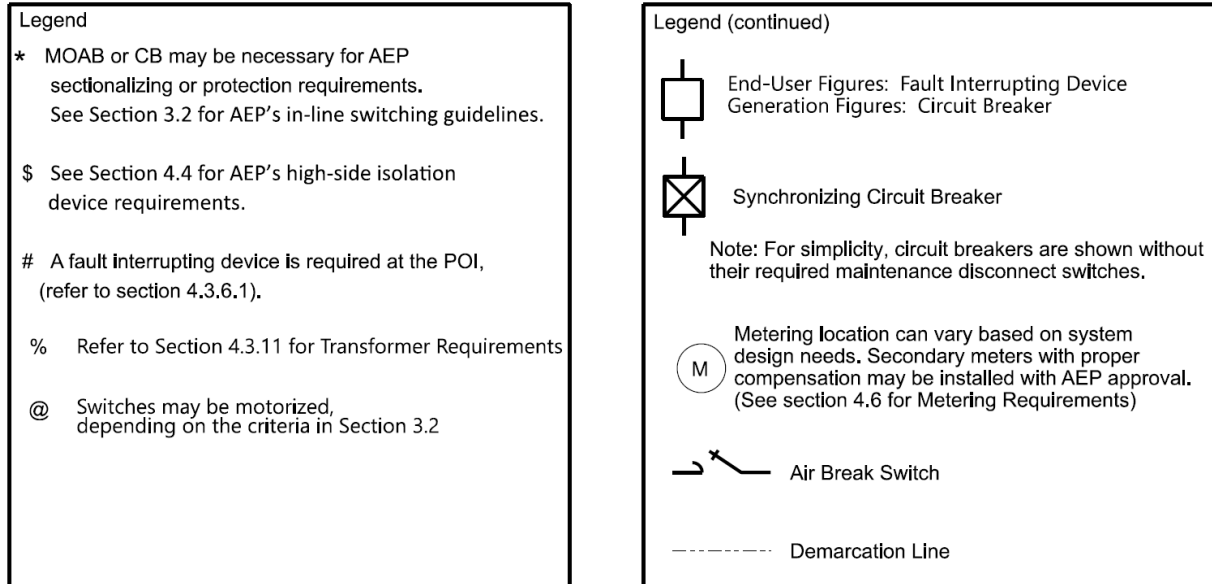 Legend
* MOAB or CB may be necessary for AEP
sectionalizing or protection requirements.
See Section 3.2 for AEP’s in-line switching guidelines.
$ See Section 4.4 for AEP’s high-side isolation
device requirements.
# A fault interrupting device is required at the POI,
(refer to section 4.3.6.1).
% Refer to Section 4.3.11 for Transformer Requirements
@ Switches may be motorized,
depending on the criteria in Section 3.2
Legend (continued)
End-User Figures: Fault Interrupting Device
Generation Figures: Circuit Breaker
Synchronizing Circuit Breaker
Note: For simplicity, circuit breakers are shown without
their required maintenance disconnect switches.
M
Metering location can vary based on system
design needs. Secondary meters with proper
compensation may be installed with AEP approval.
(See section 4.6 for Metering Requirements)
Air Break Switch
Demarcation Line